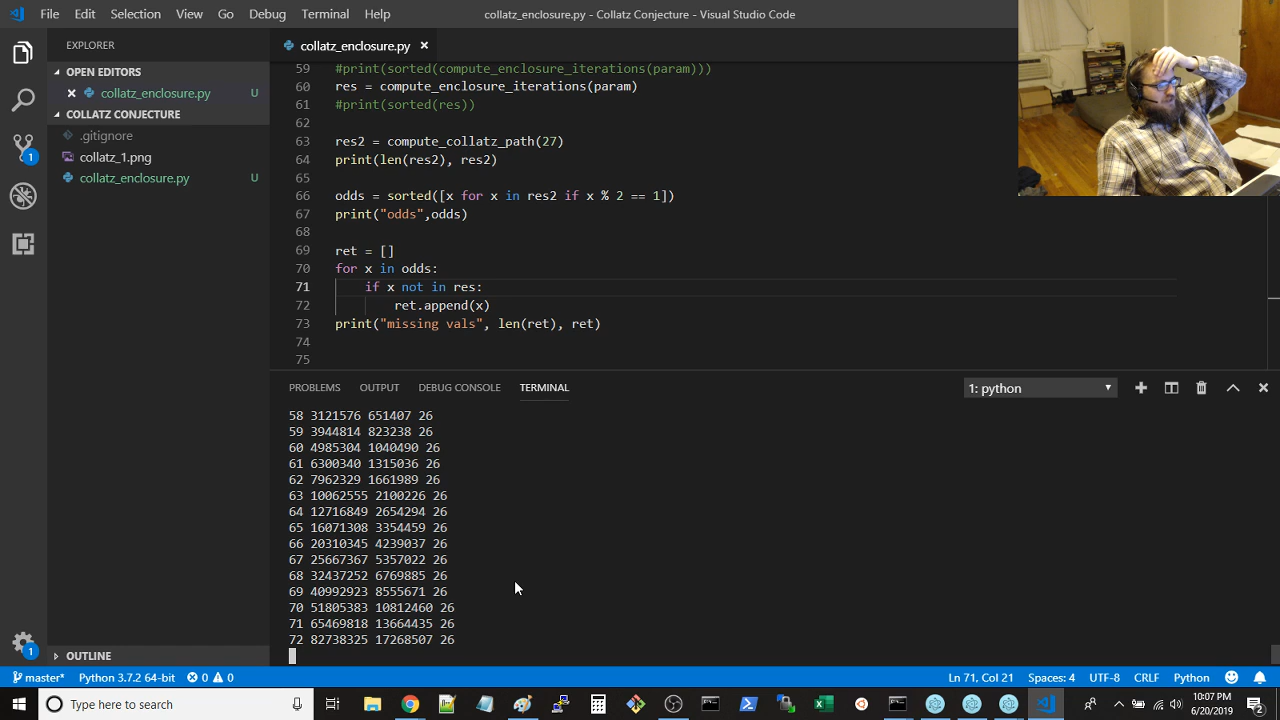 File Edit Selection View Go Debug Terminal Help
collatz_enclosure.py - Collatz Conjecture - Visual Studio Code
EXPLORER
OPEN EDITORS
collatz_enclosure.py U
COLLATZ CONJECTURE
.gitignore
collatz_1.png
collatz_enclosure.py U
OUTLINE
1
1
collatz_enclosure.py
59 #print(sorted(compute_enclosure_iterations(param)))
60 res = compute_enclosure_iterations(param)
61 #print(sorted(res))
62
63 res2 = compute_collatz_path(27)
64 print(len(res2), res2)
65
66 odds = sorted([x for x in res2 if x % 2 == 1])
67 print("odds",odds)
68
69 ret = []
70 for x in odds:
71 if x not in res:
72 ret.append(x)
73 print("missing vals", len(ret), ret)
74
75
PROBLEMS OUTPUT DEBUG CONSOLE TERMINAL
1: python
58 3121576 651407 26
59 3944814 823238 26
60 4985304 1040490 26
61 6300340 1315036 26
62 7962329 1661989 26
63 10062555 2100226 26
64 12716849 2654294 26
65 16071308 3354459 26
66 20310345 4239037 26
67 25667367 5357022 26
68 32437252 6769885 26
69 40992923 8555671 26
70 51805383 10812460 26
71 65469818 13664435 26
72 82738325 17268507 26
master* Python 3.7.2 64-bit 0 0
Ln 71, Col 21 Spaces: 4 UTF-8 CRLF Python 1
Type here to search
10:07 PM
6/20/2019
2